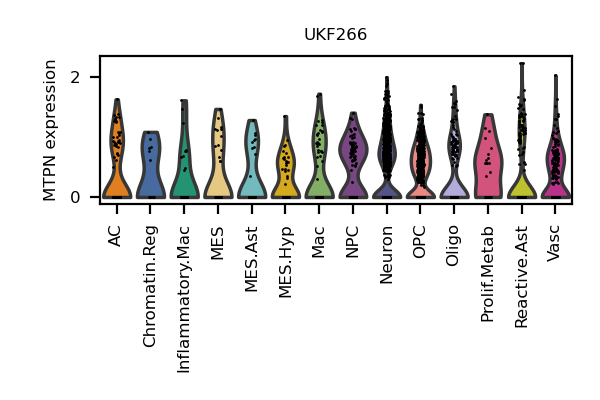 UKF266
MTPN expression
2
0
AC
Chromatin.Reg
Inflammatory.Mac
MES
MES.Ast
MES.Hyp
Mac
NPC
Neuron
OPC
Oligo
Prolif.Metab
Reactive.Ast
Vasc